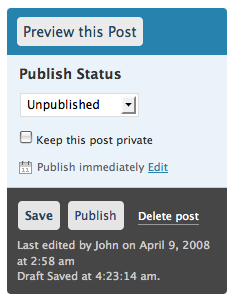 Preview this Post
Publish Status
Unpublished
Keep this post private
Publish immediately Edit
Save Publish Delete post
Last edited by John on April 9, 2008
at 2:58 am
Draft Saved at 4:23:14 am.